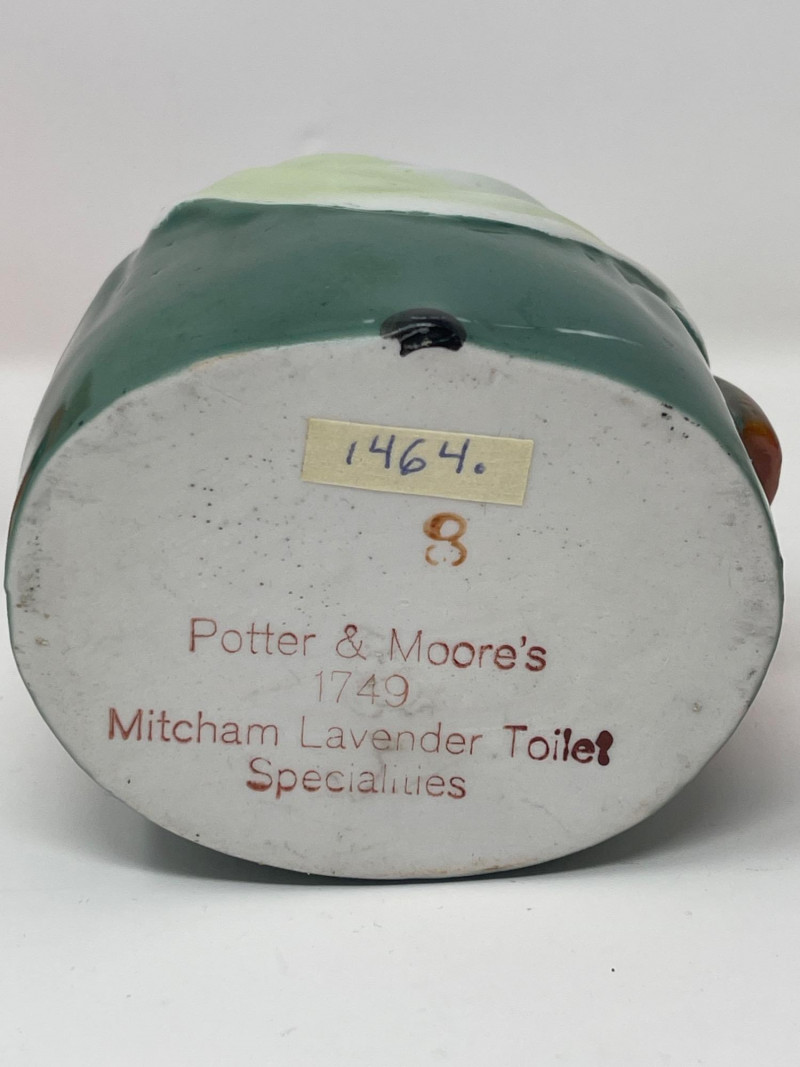 1464.
8
Potter & Moore's
1749
Mitcham Lavender Toilet
Specialities